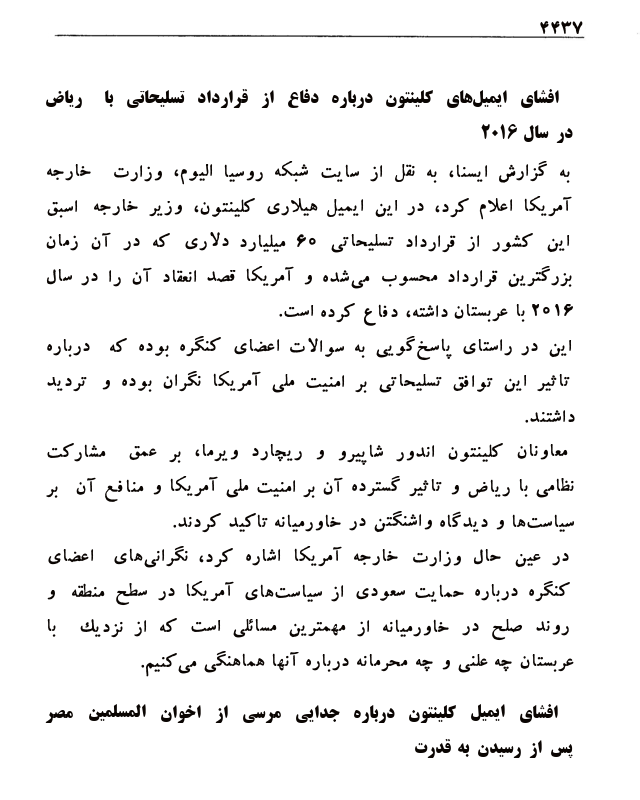 ۴۴۳۷
افشای ایمیل‌های کلینتون درباره دفاع از قرارداد تسلیحاتی با ریاض
در سال ۲۰۱۶
به گزارش ایسنا، به نقل از سایت شبکه روسیا الیوم، وزارت خارجه
آمریکا اعلام کرد، در این ایمیل هیلاری کلینتون، وزیر خارجه اسبق
این کشور از قرارداد تسلیحاتی ۶۰ میلیارد دلاری که در آن زمان
بزرگترین قرارداد محسوب می‌شده و آمریکا قصد انعقاد آن را در سال
۲۰۱۶ با عربستان داشته، دفاع کرده است.
این در راستای پاسخ‌گویی به سوالات اعضای کنگره بوده که درباره
تاثیر این توافق تسلیحاتی بر امنیت ملی آمریکا نگران بوده و تردید
داشتند.
معاونان کلینتون اندور شاپیرو و ریچارد ویرما، بر عمق مشارکت
نظامی با ریاض و تاثیر گسترده آن بر امنیت ملی آمریکا و منافع آن بر
سیاست‌ها و دیدگاه واشنگتن در خاورمیانه تاکید کردند.
در عین حال وزارت خارجه آمریکا اشاره کرد، نگرانی‌های اعضای
کنگره درباره حمایت سعودی از سیاست‌های آمریکا در سطح منطقه و
روند صلح در خاورمیانه از مهمترین مسائلی است که از نزدیك با
عربستان چه علنی و چه محرمانه درباره آنها هماهنگی می‌کنیم.
افشای ایمیل کلینتون درباره جدایی مرسی از اخوان المسلمین مصر
پس از رسیدن به قدرت